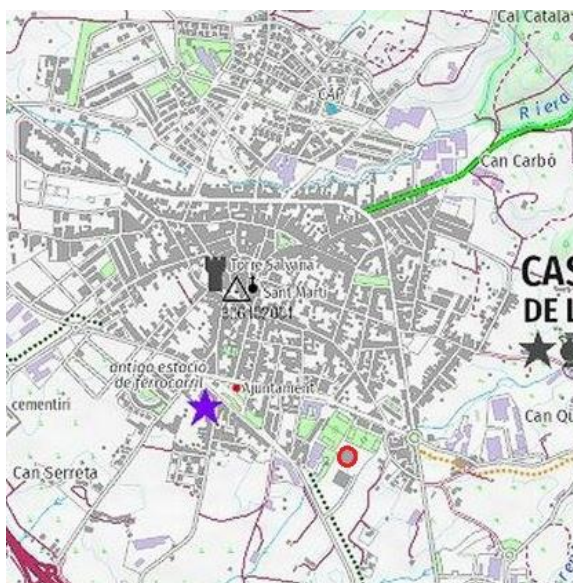 Cal Catala
Riera
CAP
Can Carbó
CAS
DE L
Torre Salvana
Sant Martí
antiga estació
de ferrocarril
Ajuntament
cementiri
Can Qu
Can Serreta